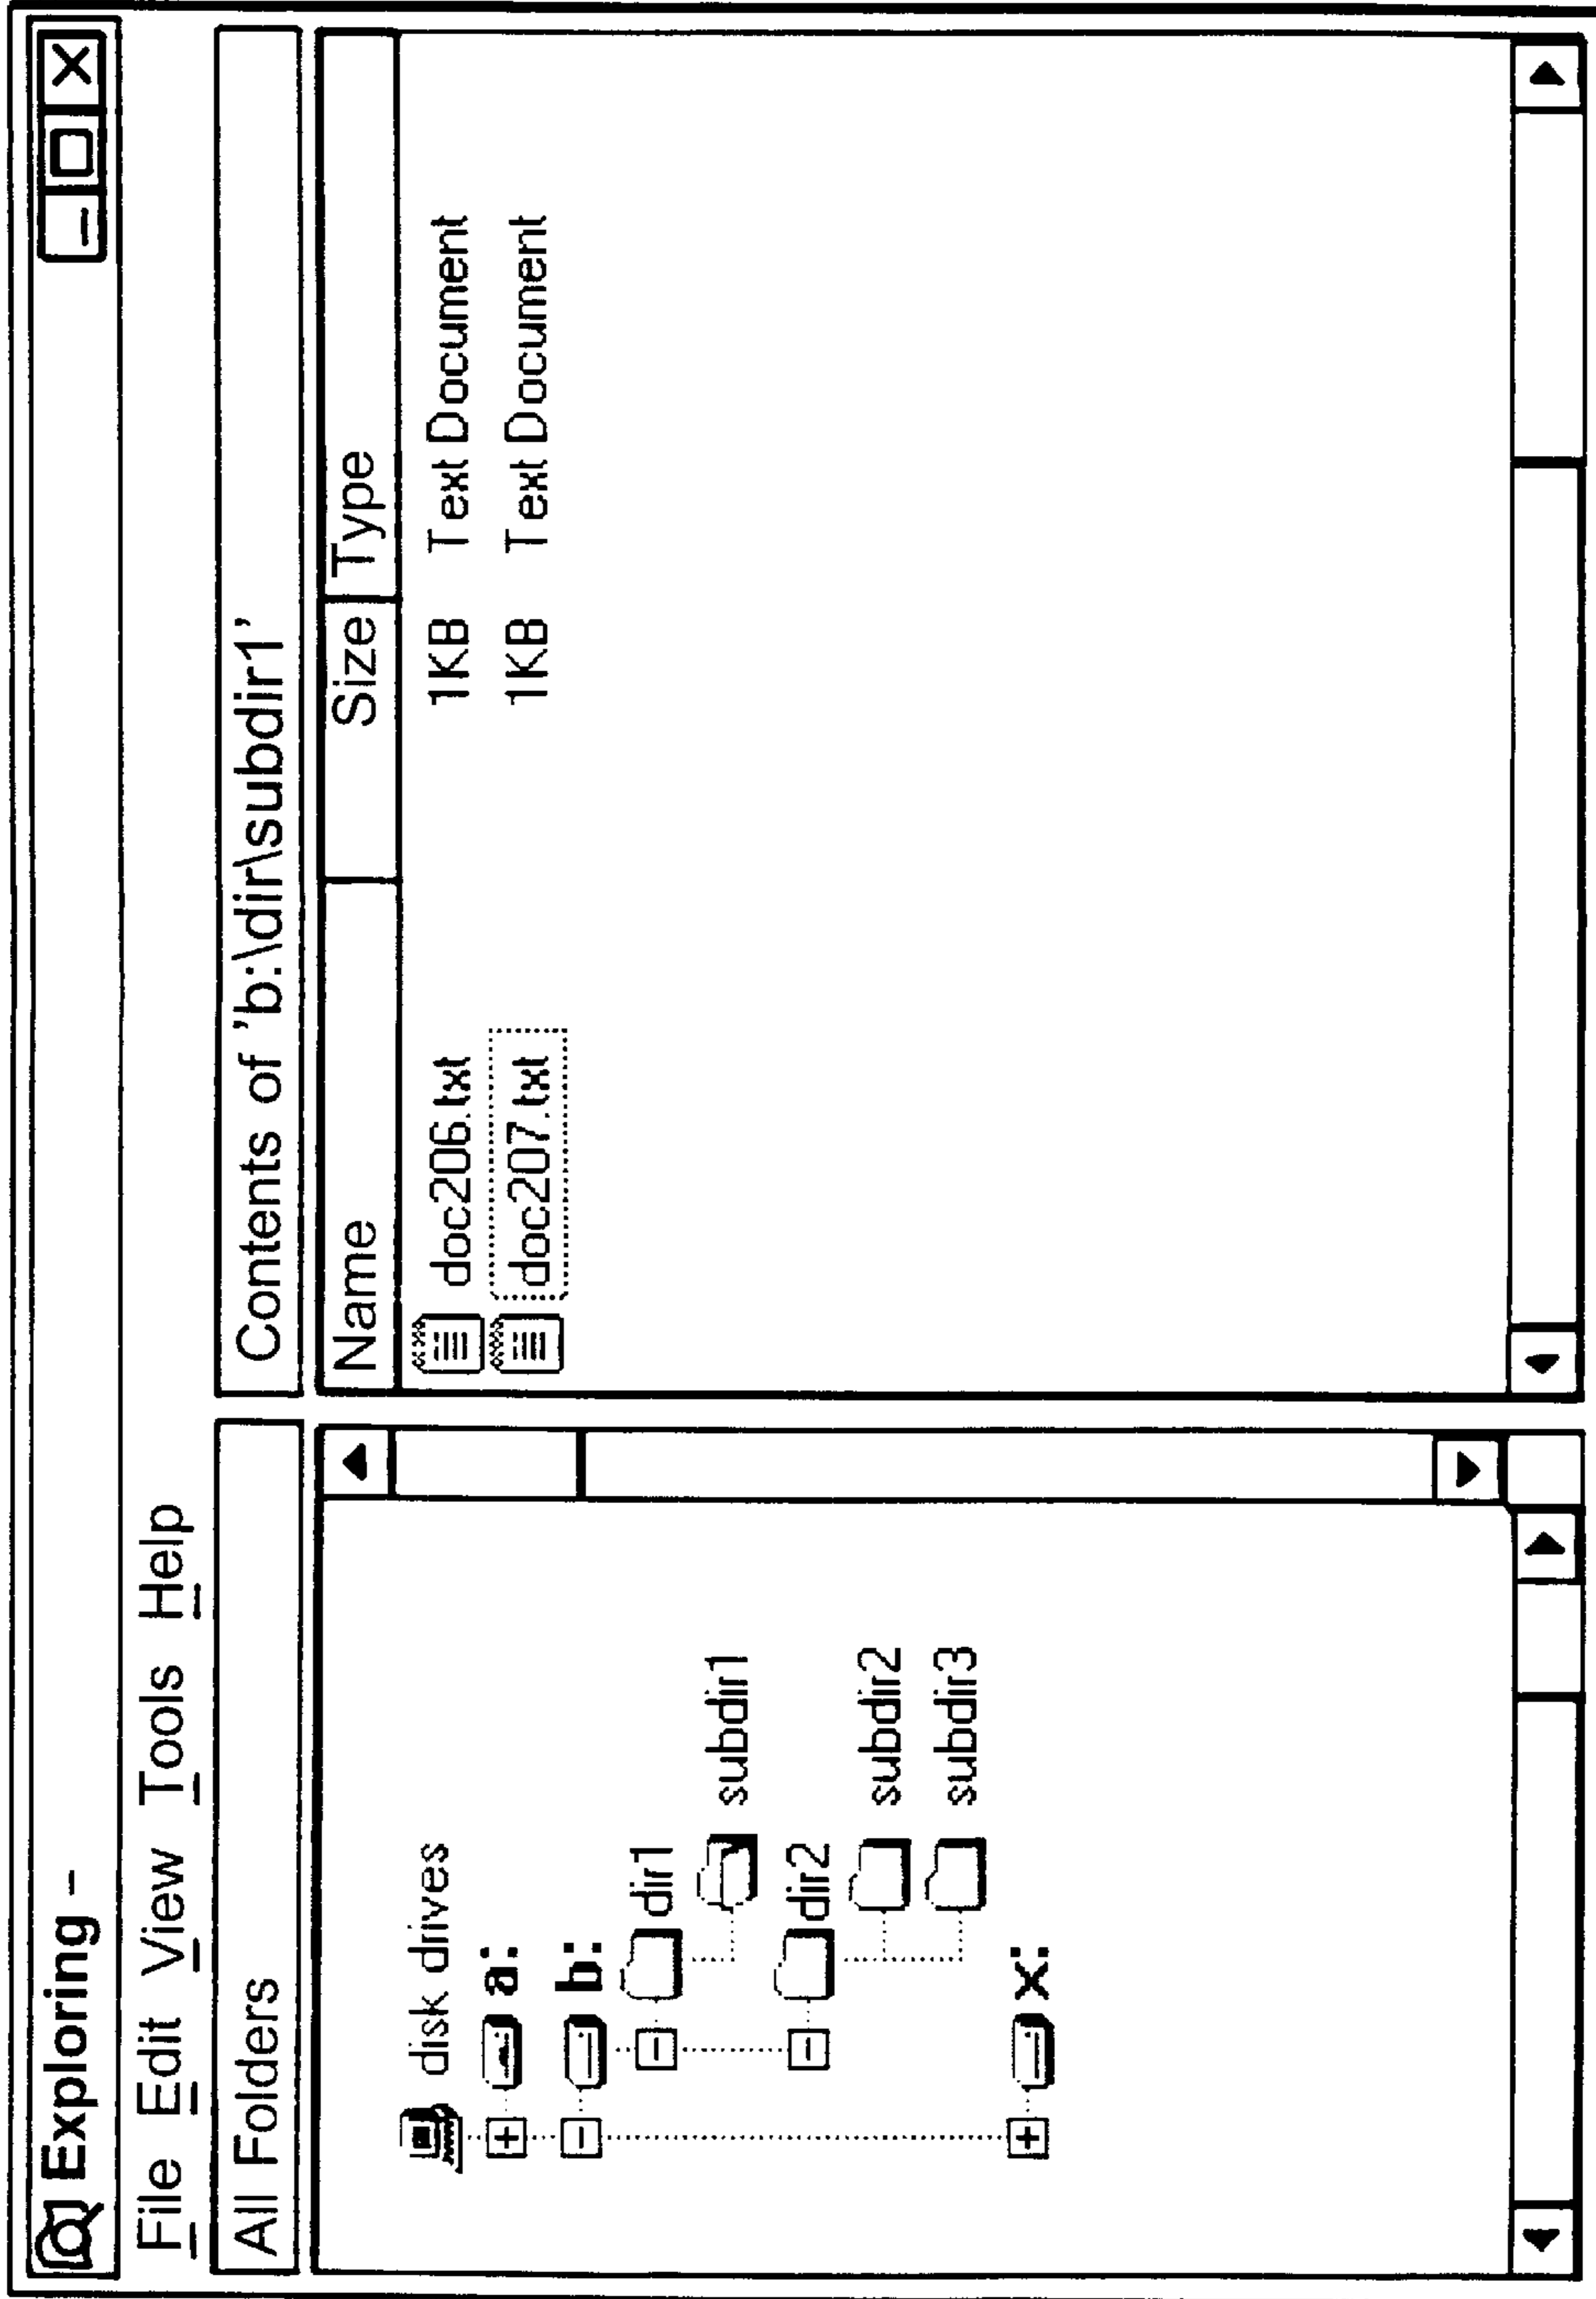 Exploring –
File Edit View Tools Help
All Folders
Contents of 'b:\dir\subdir1'
disk drives
a:
b:
dir1
subdir1
dir2
subdir2
subdir3
x:
Name Size Type
doc206.txt 1KB Text Document
doc207.txt 1KB Text Document